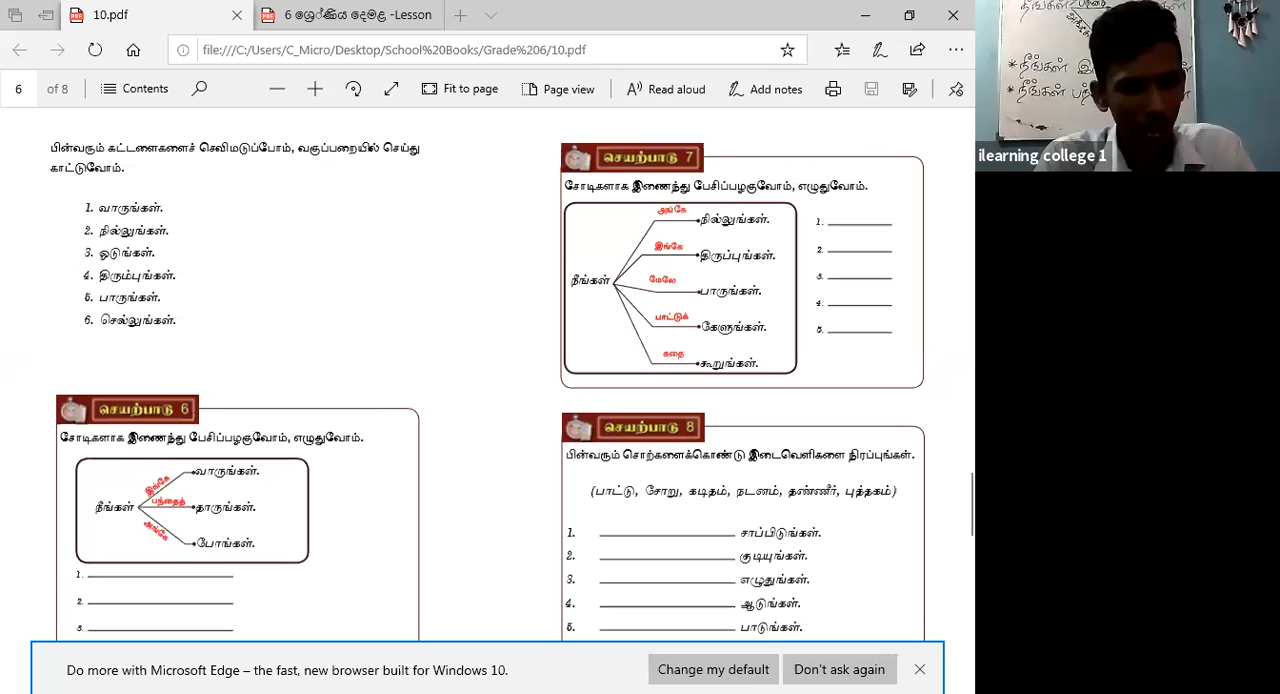 10.pdf
6 ශ්‍රේණිය දෙමළ -Lesson
file:///C:/Users/C_Micro/Desktop/School%20Books/Grade%206/10.pdf
6 of 8
Contents
Fit to page
Page view
Read aloud
Add notes
பின்வரும் கட்டளைகளைச் செவிமடுப்போம், வகுப்பறையில் செய்து
காட்டுவோம்.
1. வாருங்கள்.
2. நில்லுங்கள்.
3. ஓடுங்கள்.
4. திரும்புங்கள்.
5. பாருங்கள்.
6. செல்லுங்கள்.
செயற்பாடு 6
சோடிகளாக இணைந்து பேசிப்பழகுவோம், எழுதுவோம்.
நீங்கள்
இங்கே வாருங்கள்.
பந்தைத் தாருங்கள்.
அங்கே போங்கள்.
1.
2.
3.
செயற்பாடு 7
சோடிகளாக இணைந்து பேசிப்பழகுவோம், எழுதுவோம்.
நீங்கள்
அங்கே நில்லுங்கள்.
இங்கே திருப்புங்கள்.
மேலே பாருங்கள்.
பாட்டுக் கேளுங்கள்.
கதை கூறுங்கள்.
1.
2.
3.
4.
5.
செயற்பாடு 8
பின்வரும் சொற்களைக்கொண்டு இடைவெளிகளை நிரப்புங்கள்.
(பாட்டு, சோறு, கடிதம், நடனம், தண்ணீர், புத்தகம்)
1. சாப்பிடுங்கள்.
2. குடியுங்கள்.
3. எழுதுங்கள்.
4. ஆடுங்கள்.
5. பாடுங்கள்.
Do more with Microsoft Edge – the fast, new browser built for Windows 10.
Change my default
Don't ask again
நீங்கள்
அங்கே
*நீங்கள்
*நீங்கள்
ilearning college 1